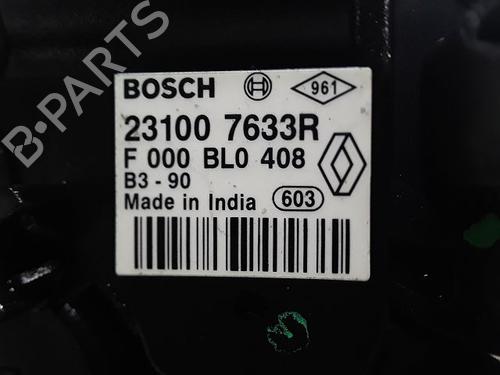 BOSCH 961
23100 7633R
F 000 BL0 408
B3 - 90
Made in India 603
B-PARTS